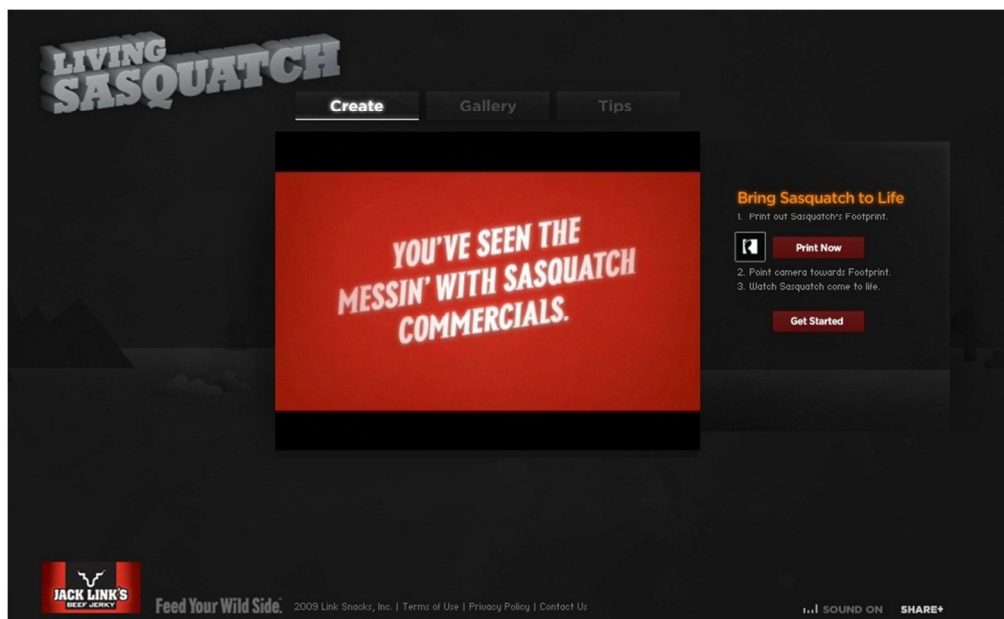 LIVING
SASQUATCH
Create
Gallery
Tips
YOU'VE SEEN THE
MESSIN' WITH SASQUATCH
COMMERCIALS.
Bring Sasquatch to Life
1. Print out Sasquatch's Footprint.
Print Now
2. Point camera towards Footprint.
3. Watch Sasquatch come to life.
Get Started
JACK LINK'S
BEEF JERKY
Feed Your Wild Side.
2009 Link Snacks, Inc. | Terms of Use | Privacy Policy | Contact Us
SOUND ON
SHARE+